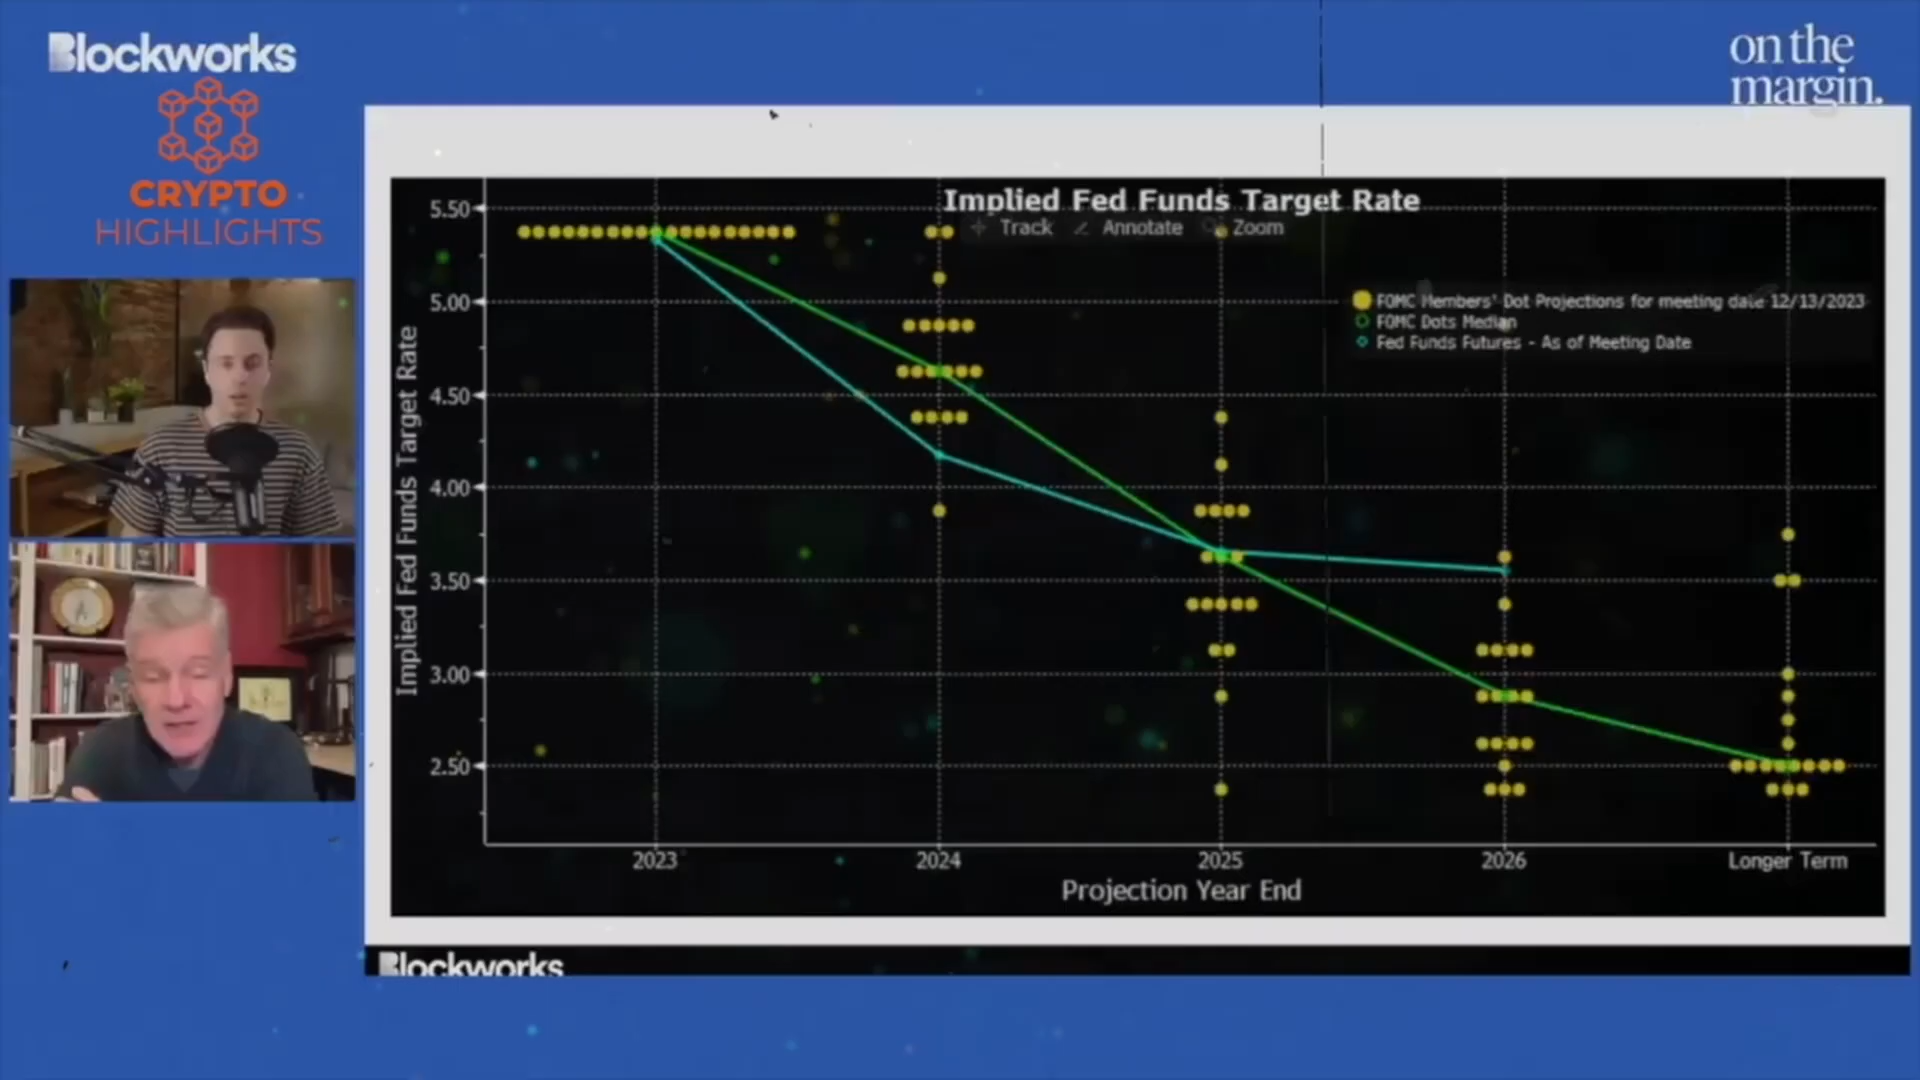 Blockworks
on the
margin.
CRYPTO
HIGHLIGHTS
Implied Fed Funds Target Rate
Track Annotate Zoom
FOMC Members' Dot Projections for meeting date 12/13/2023
FOMC Dots Median
Fed Funds Futures - As of Meeting Date
Implied Fed Funds Target Rate
5.50
5.00
4.50
4.00
3.50
3.00
2.50
2023 2024 2025 2026 Longer Term
Projection Year End
Blockworks